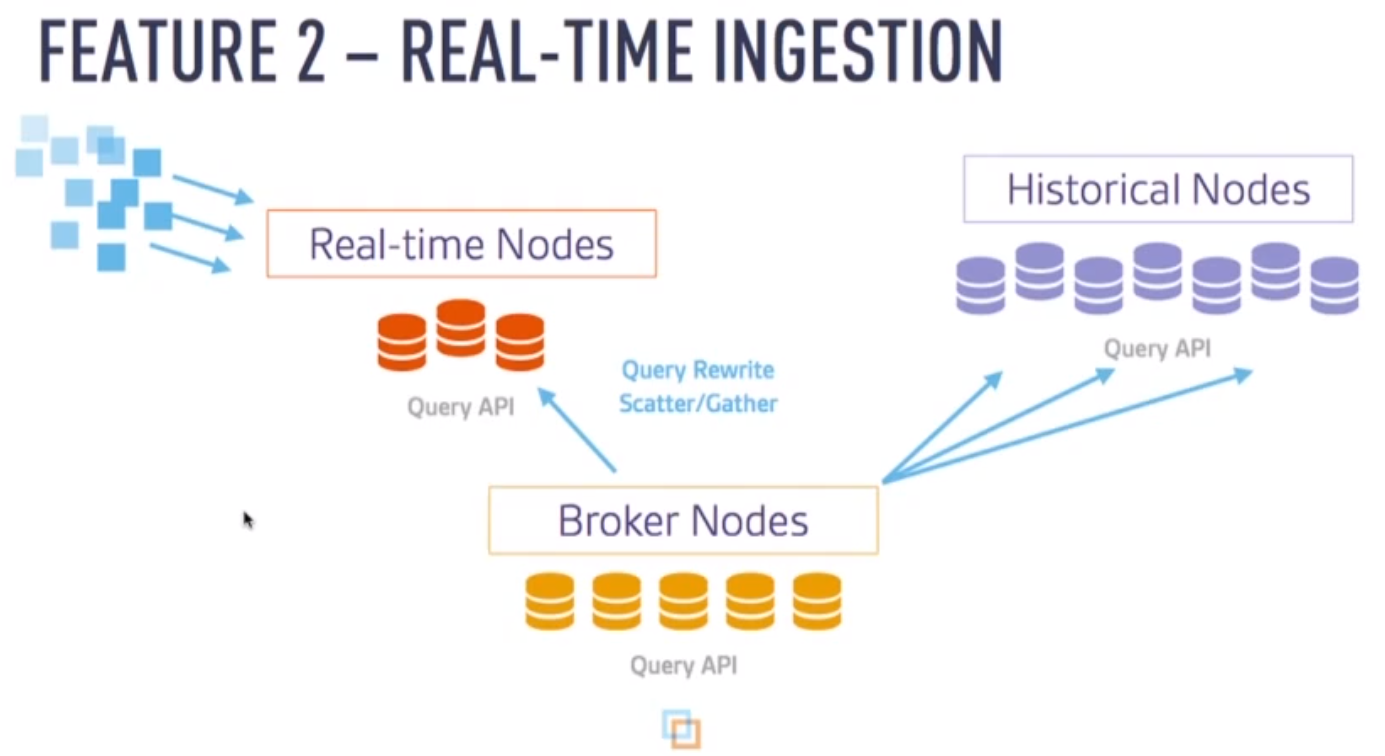 FEATURE 2 – REAL-TIME INGESTION
Historical Nodes
Real-time Nodes
Query API
Query Rewrite
Scatter/Gather
Query API
Broker Nodes
Query API